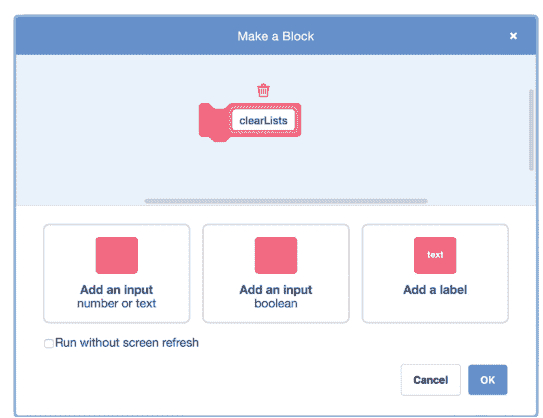 Make a Block
clearLists
text
Add an input
number or text
Add an input
boolean
Add a label
Run without screen refresh
Cancel
OK